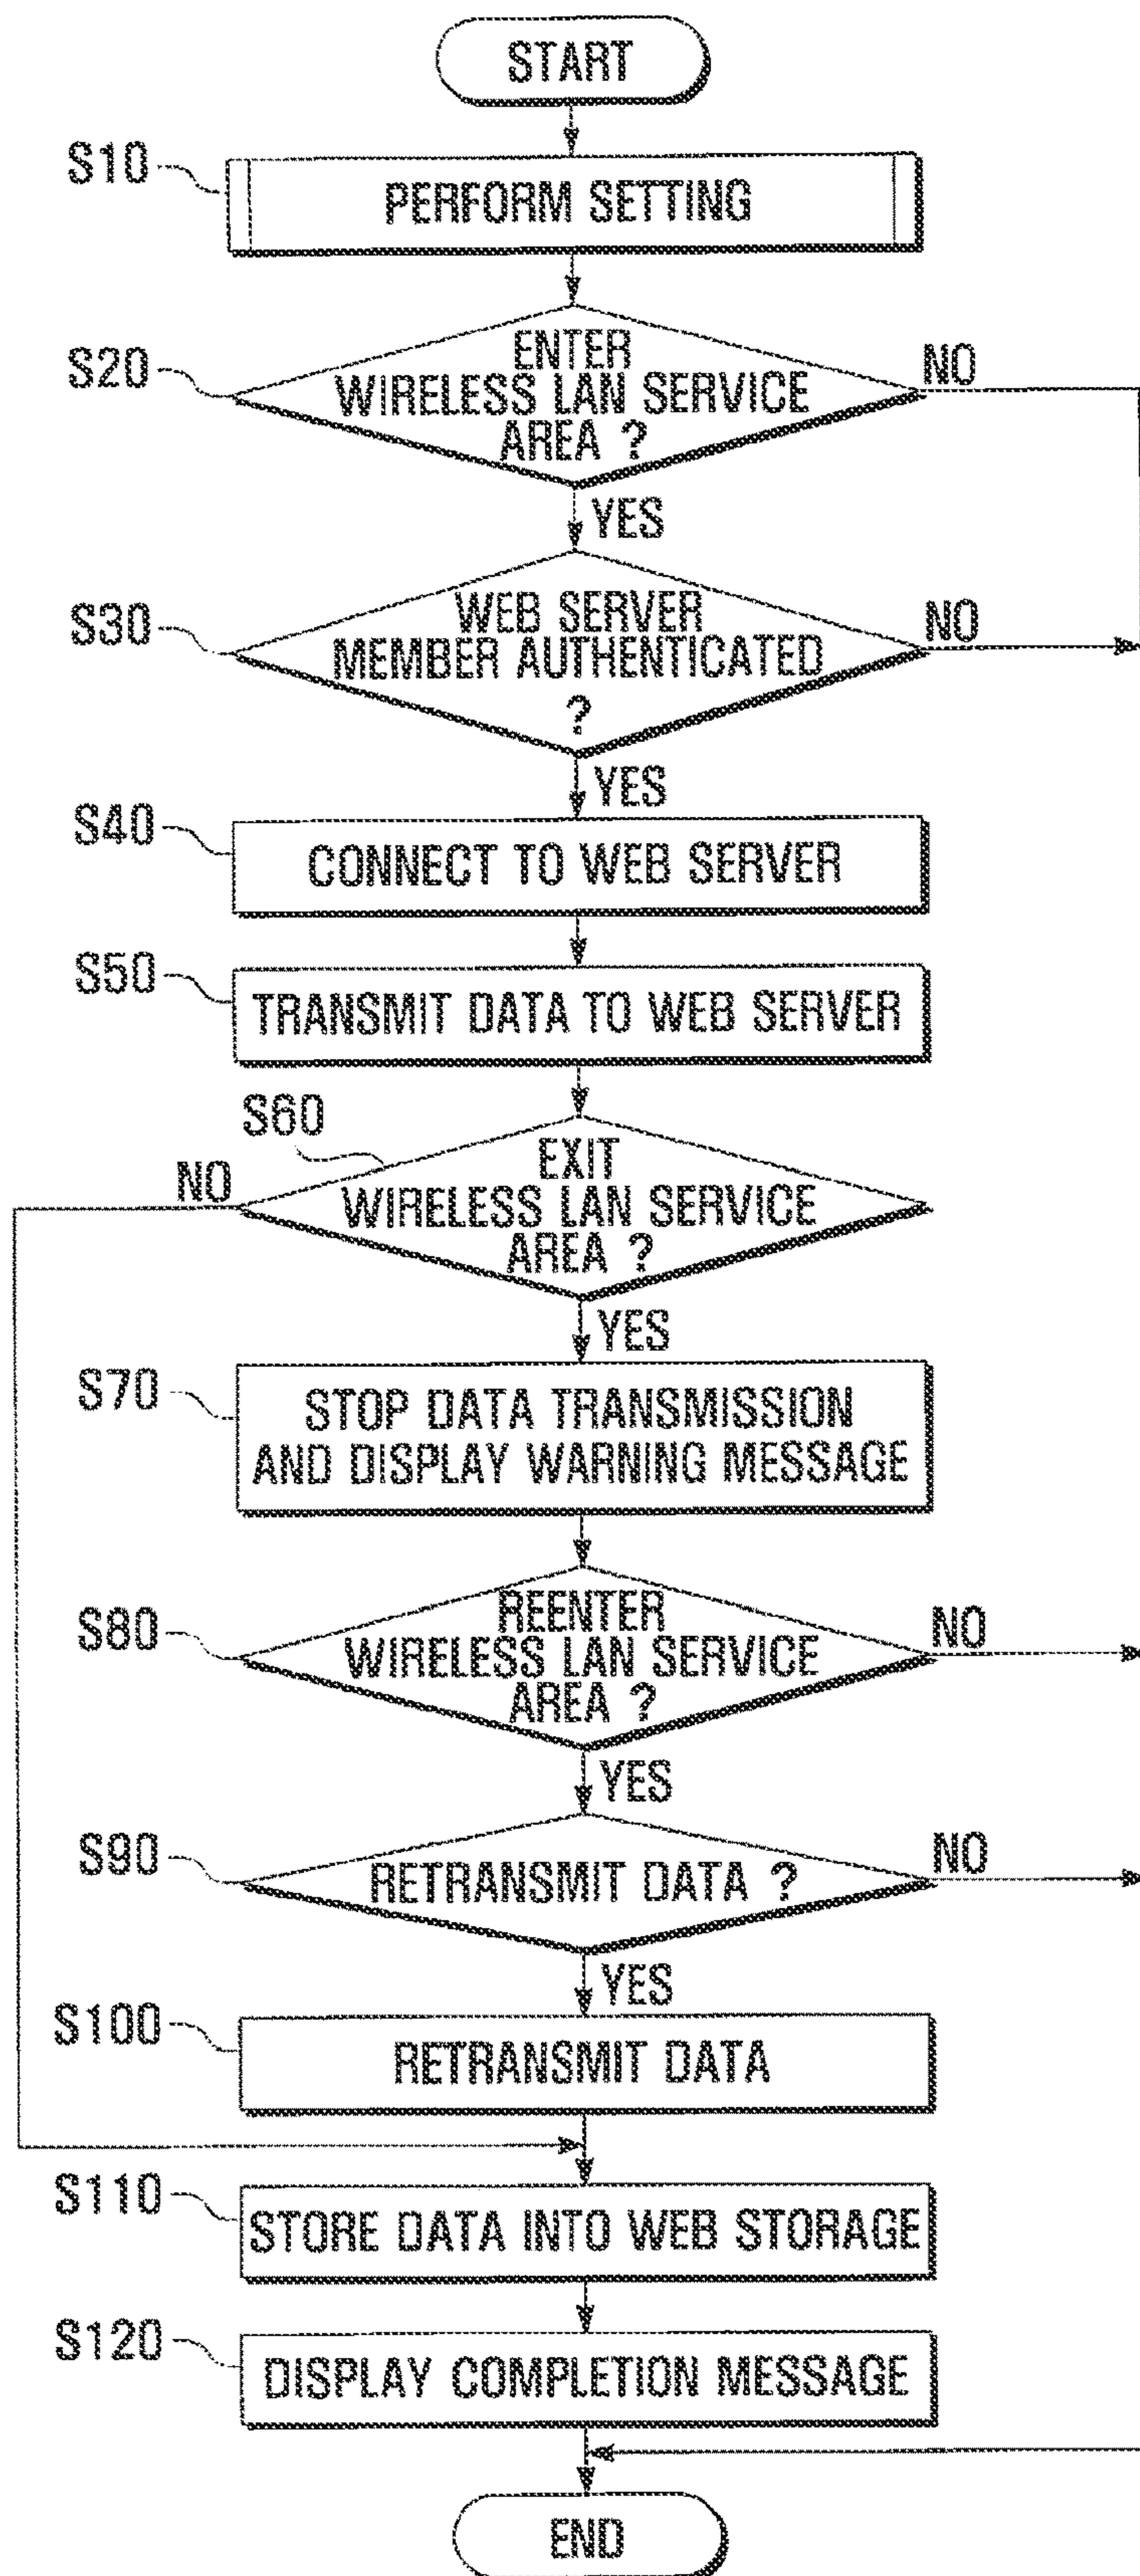 START
S10
PERFORM SETTING
S20
ENTER
WIRELESS LAN SERVICE
AREA ?
NO
YES
S30
WEB SERVER
MEMBER AUTHENTICATED
?
NO
YES
S40
CONNECT TO WEB SERVER
S50
TRANSMIT DATA TO WEB SERVER
S60
NO
EXIT
WIRELESS LAN SERVICE
AREA ?
YES
S70
STOP DATA TRANSMISSION
AND DISPLAY WARNING MESSAGE
S80
REENTER
WIRELESS LAN SERVICE
AREA ?
NO
YES
S90
RETRANSMIT DATA ?
NO
YES
S100
RETRANSMIT DATA
S110
STORE DATA INTO WEB STORAGE
S120
DISPLAY COMPLETION MESSAGE
END